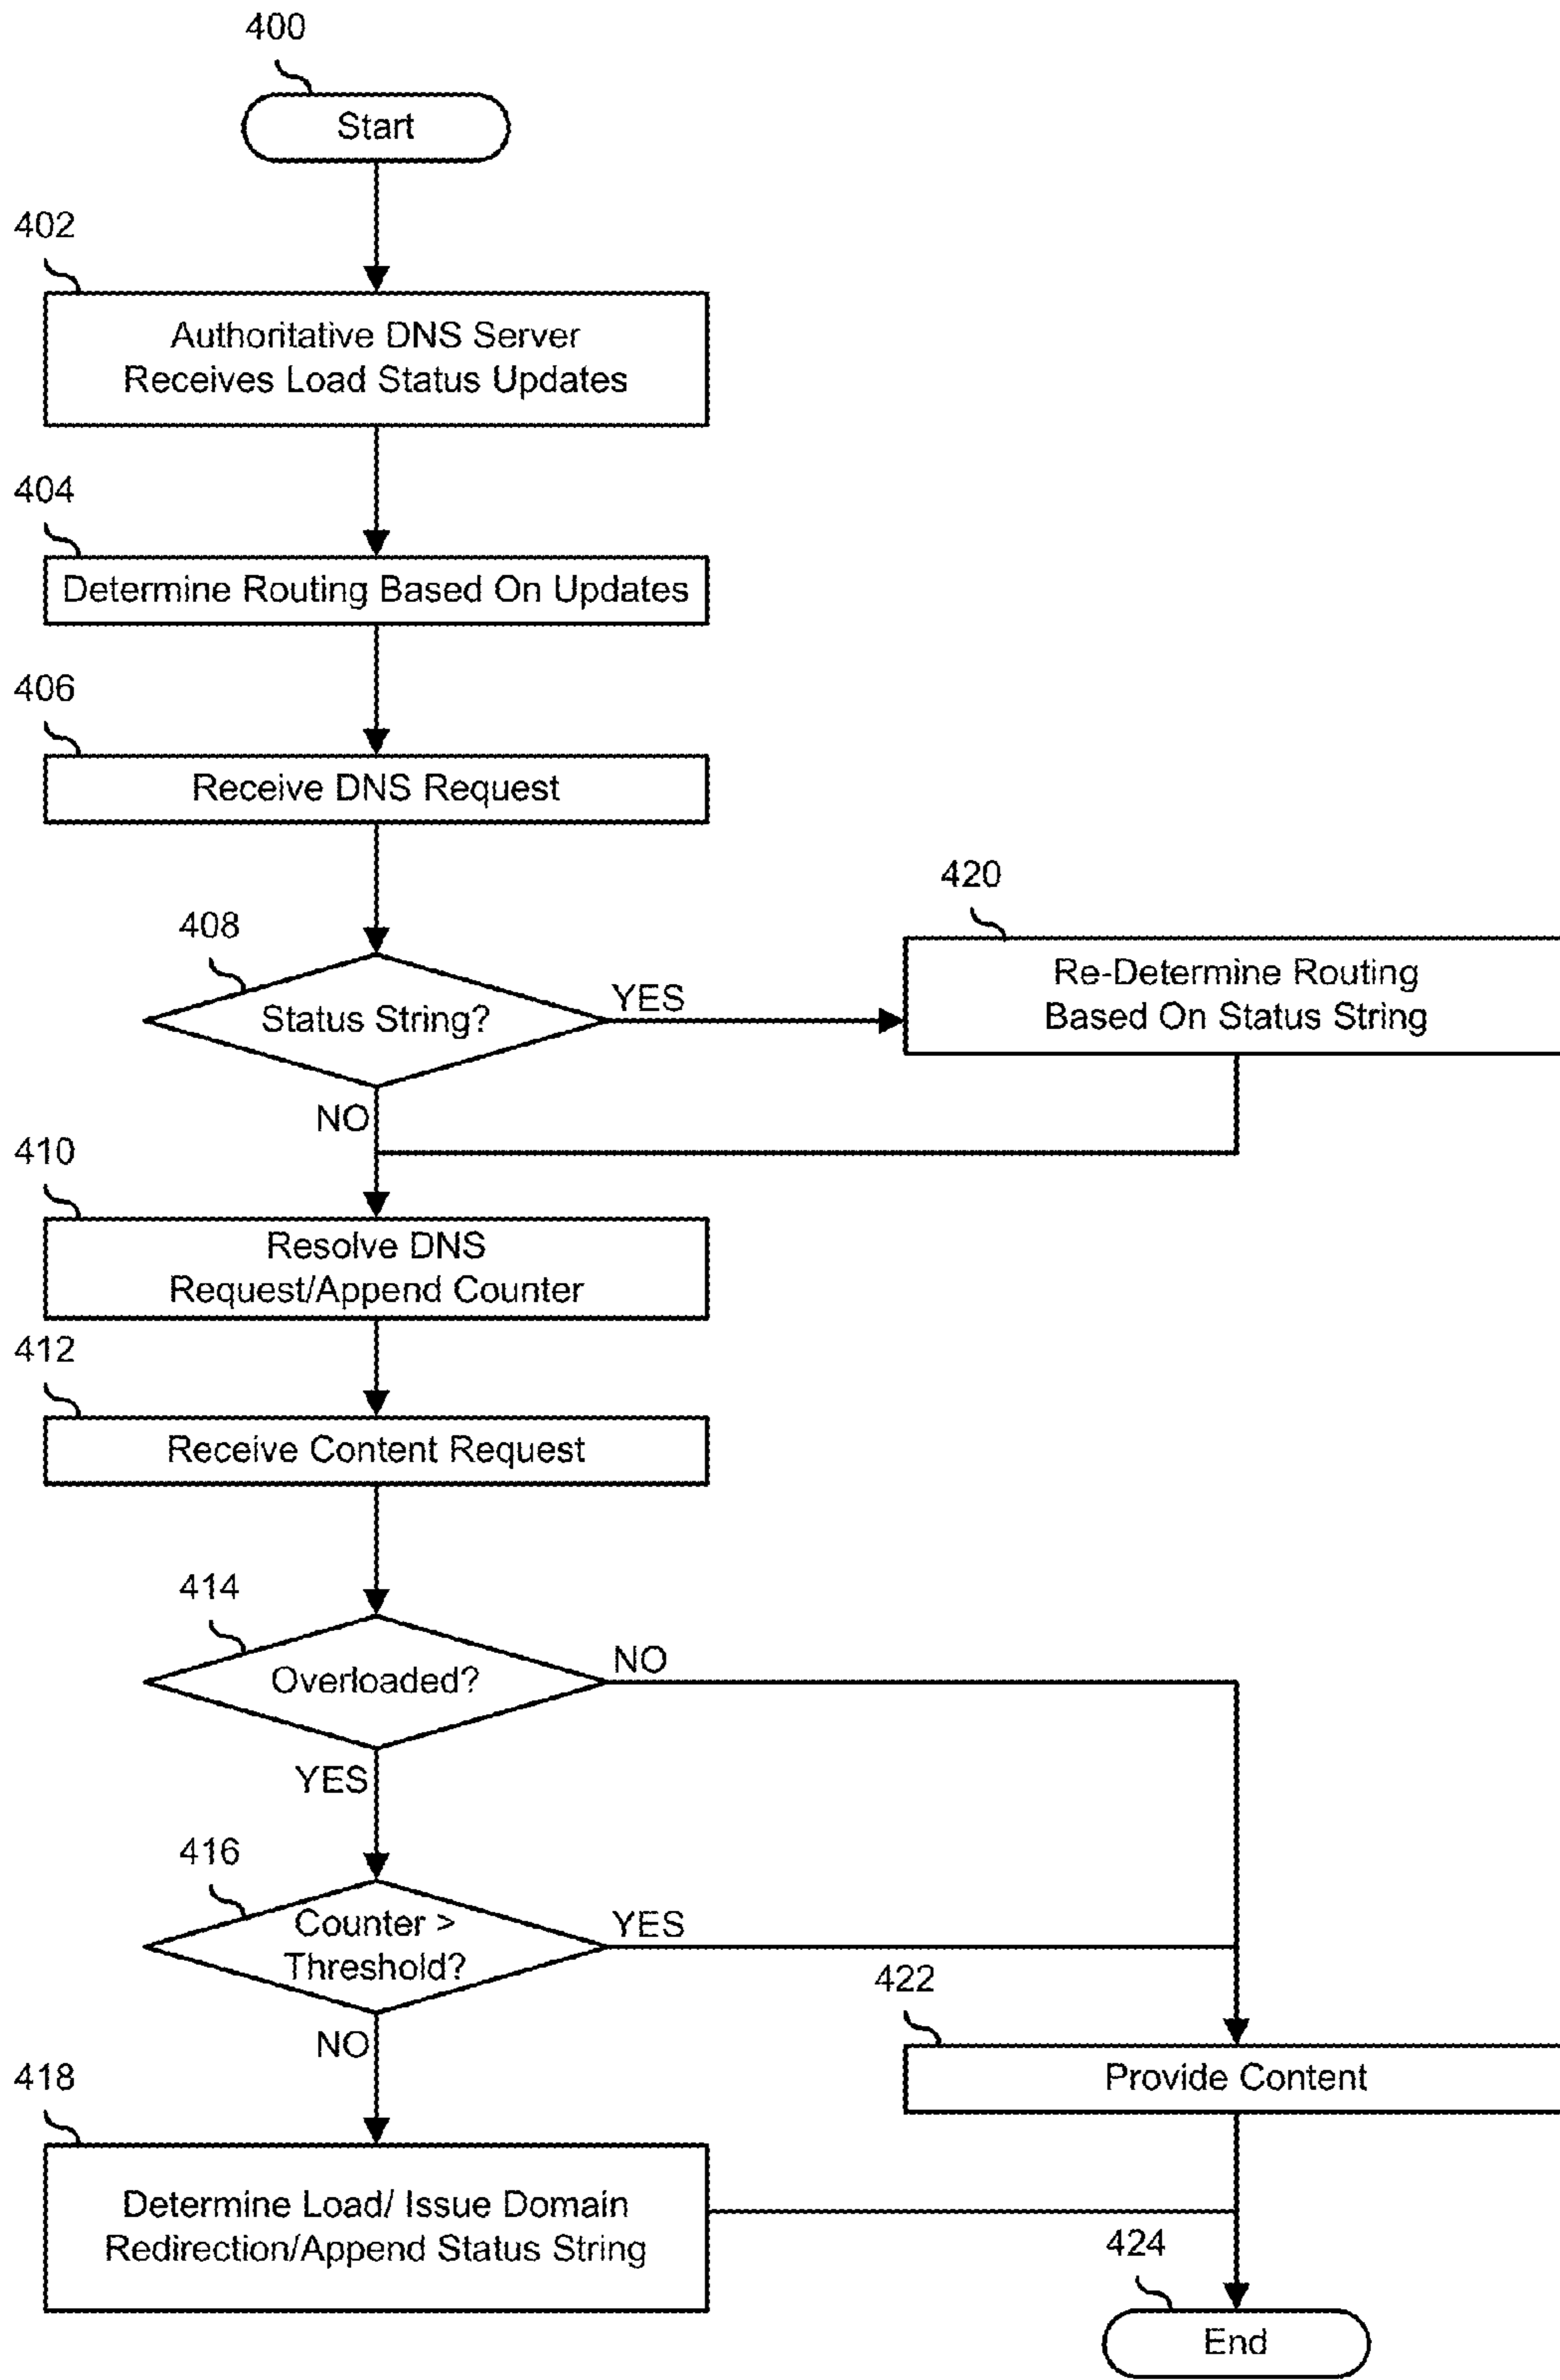 400
Start
402
Authoritative DNS Server
Receives Load Status Updates
404
Determine Routing Based On Updates
406
Receive DNS Request
408
Status String?
YES
NO
420
Re-Determine Routing
Based On Status String
410
Resolve DNS
Request/Append Counter
412
Receive Content Request
414
Overloaded?
NO
YES
416
Counter >
Threshold?
YES
NO
422
Provide Content
418
Determine Load/ Issue Domain
Redirection/Append Status String
424
End